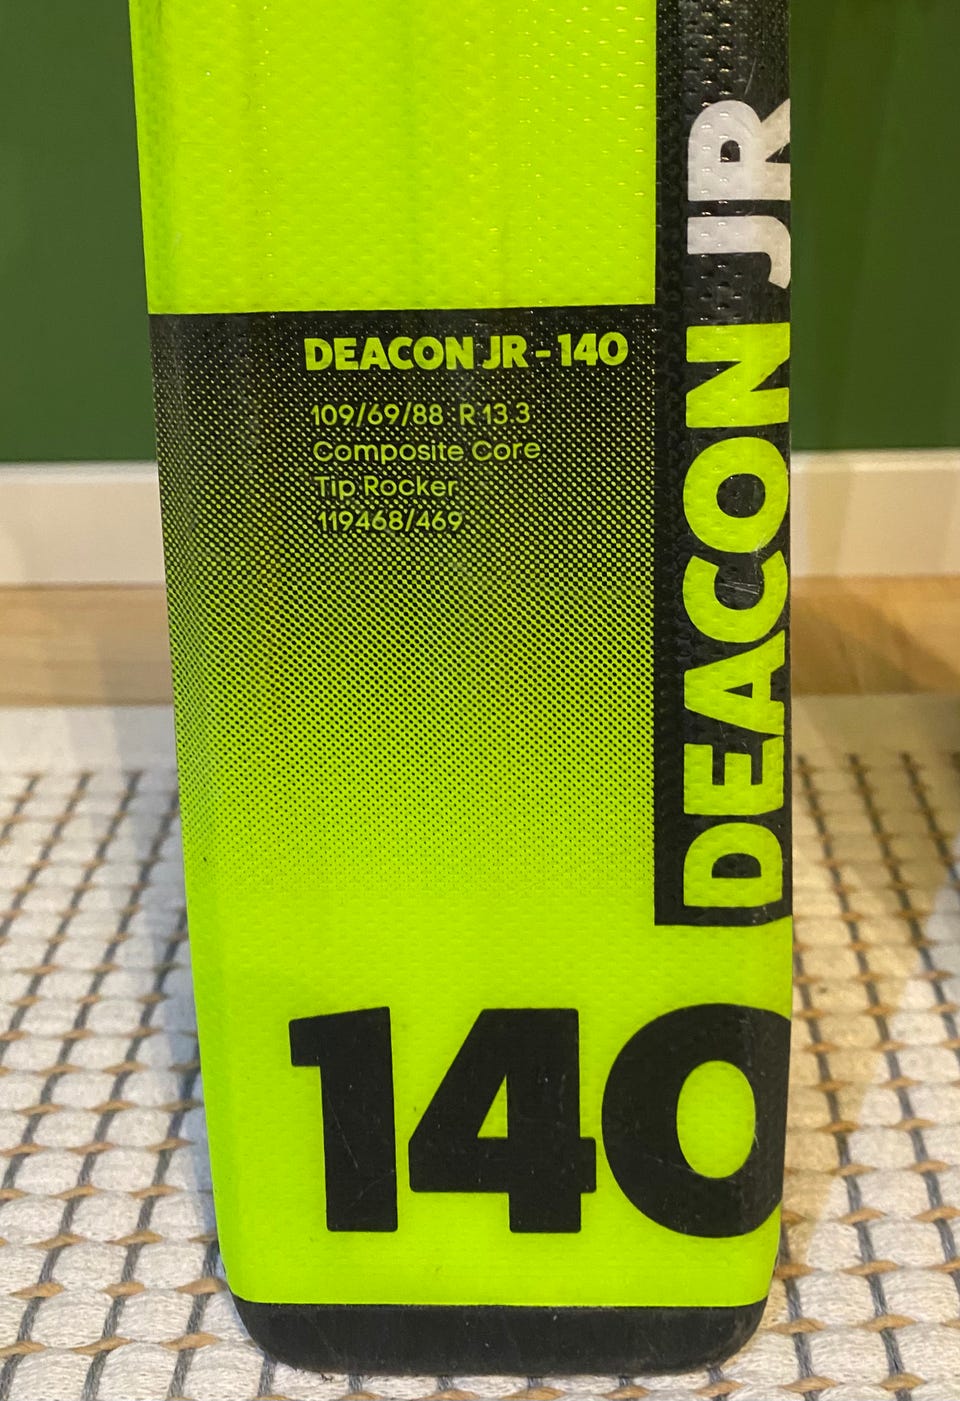 DEACON JR - 140
109/69/88 R 13.3
Composite Core
Tip Rocker
119468/469
DEACON JR
140